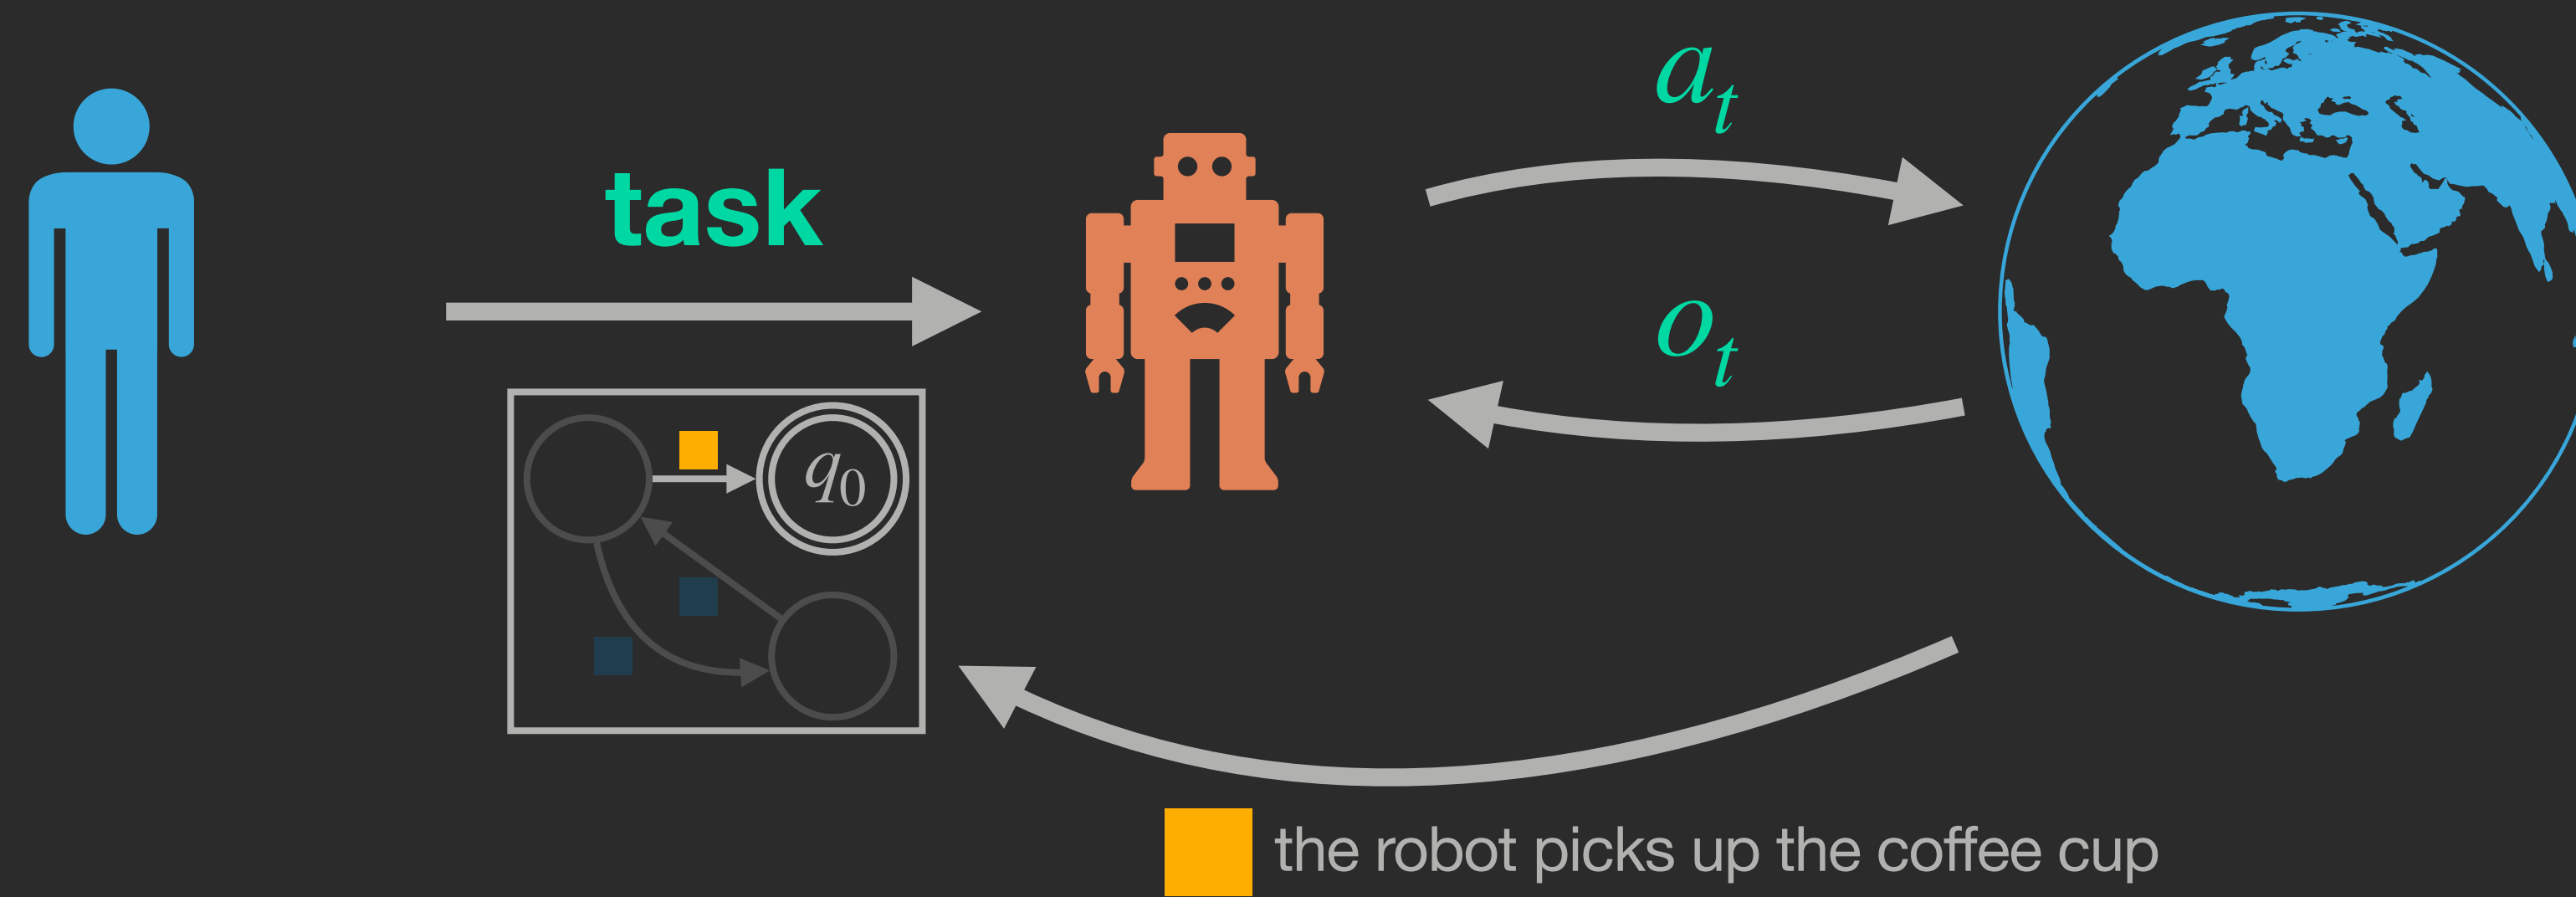 task
a_t
o_t
q_0
the robot picks up the coffee cup